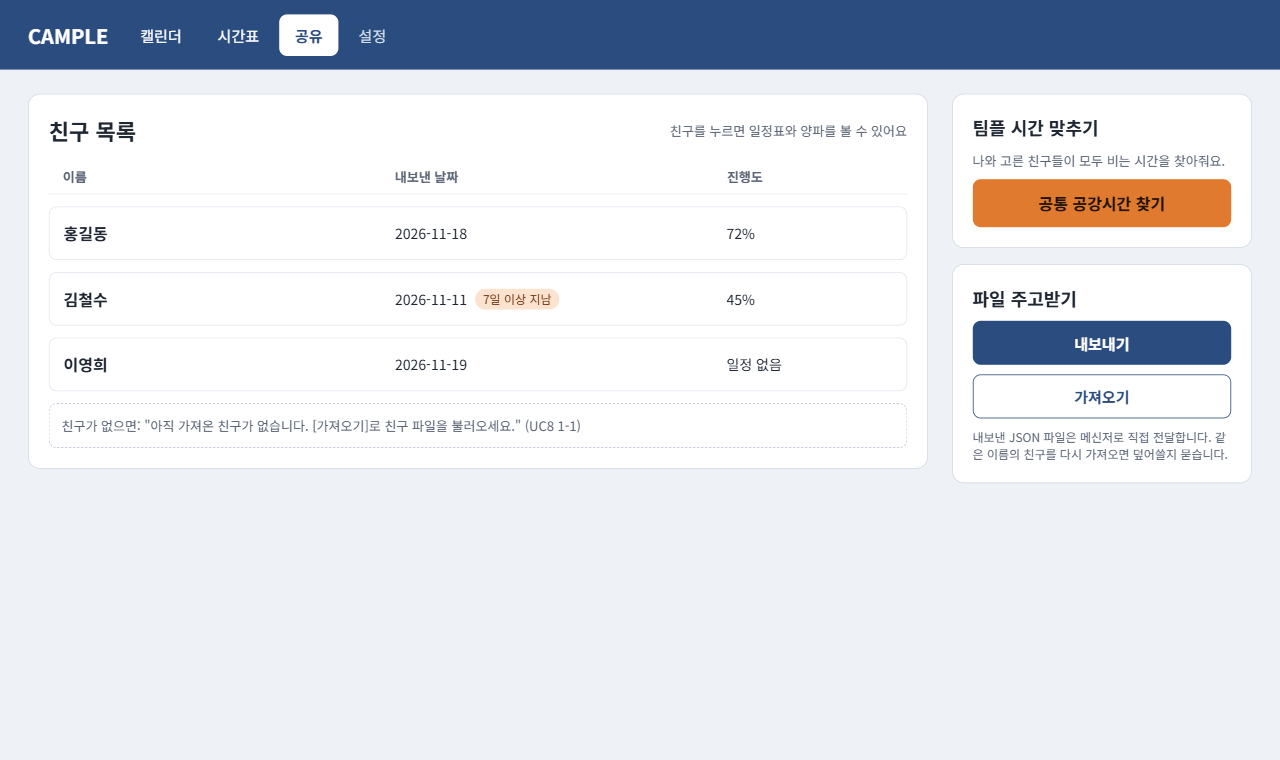 CAMPLE 캘린더 시간표 공유 설정
친구 목록
친구를 누르면 일정표와 양파를 볼 수 있어요
이름 내보낸 날짜 진행도
홍길동 2026-11-18 72%
김철수 2026-11-11 7일 이상 지남 45%
이영희 2026-11-19 일정 없음
친구가 없으면: "아직 가져온 친구가 없습니다. [가져오기]로 친구 파일을 불러오세요." (UC8 1-1)
팀플 시간 맞추기
나와 고른 친구들이 모두 비는 시간을 찾아줘요.
공통 공강시간 찾기
파일 주고받기
내보내기
가져오기
내보낸 JSON 파일은 메신저로 직접 전달합니다. 같
은 이름의 친구를 다시 가져오면 덮어쓸지 묻습니다.